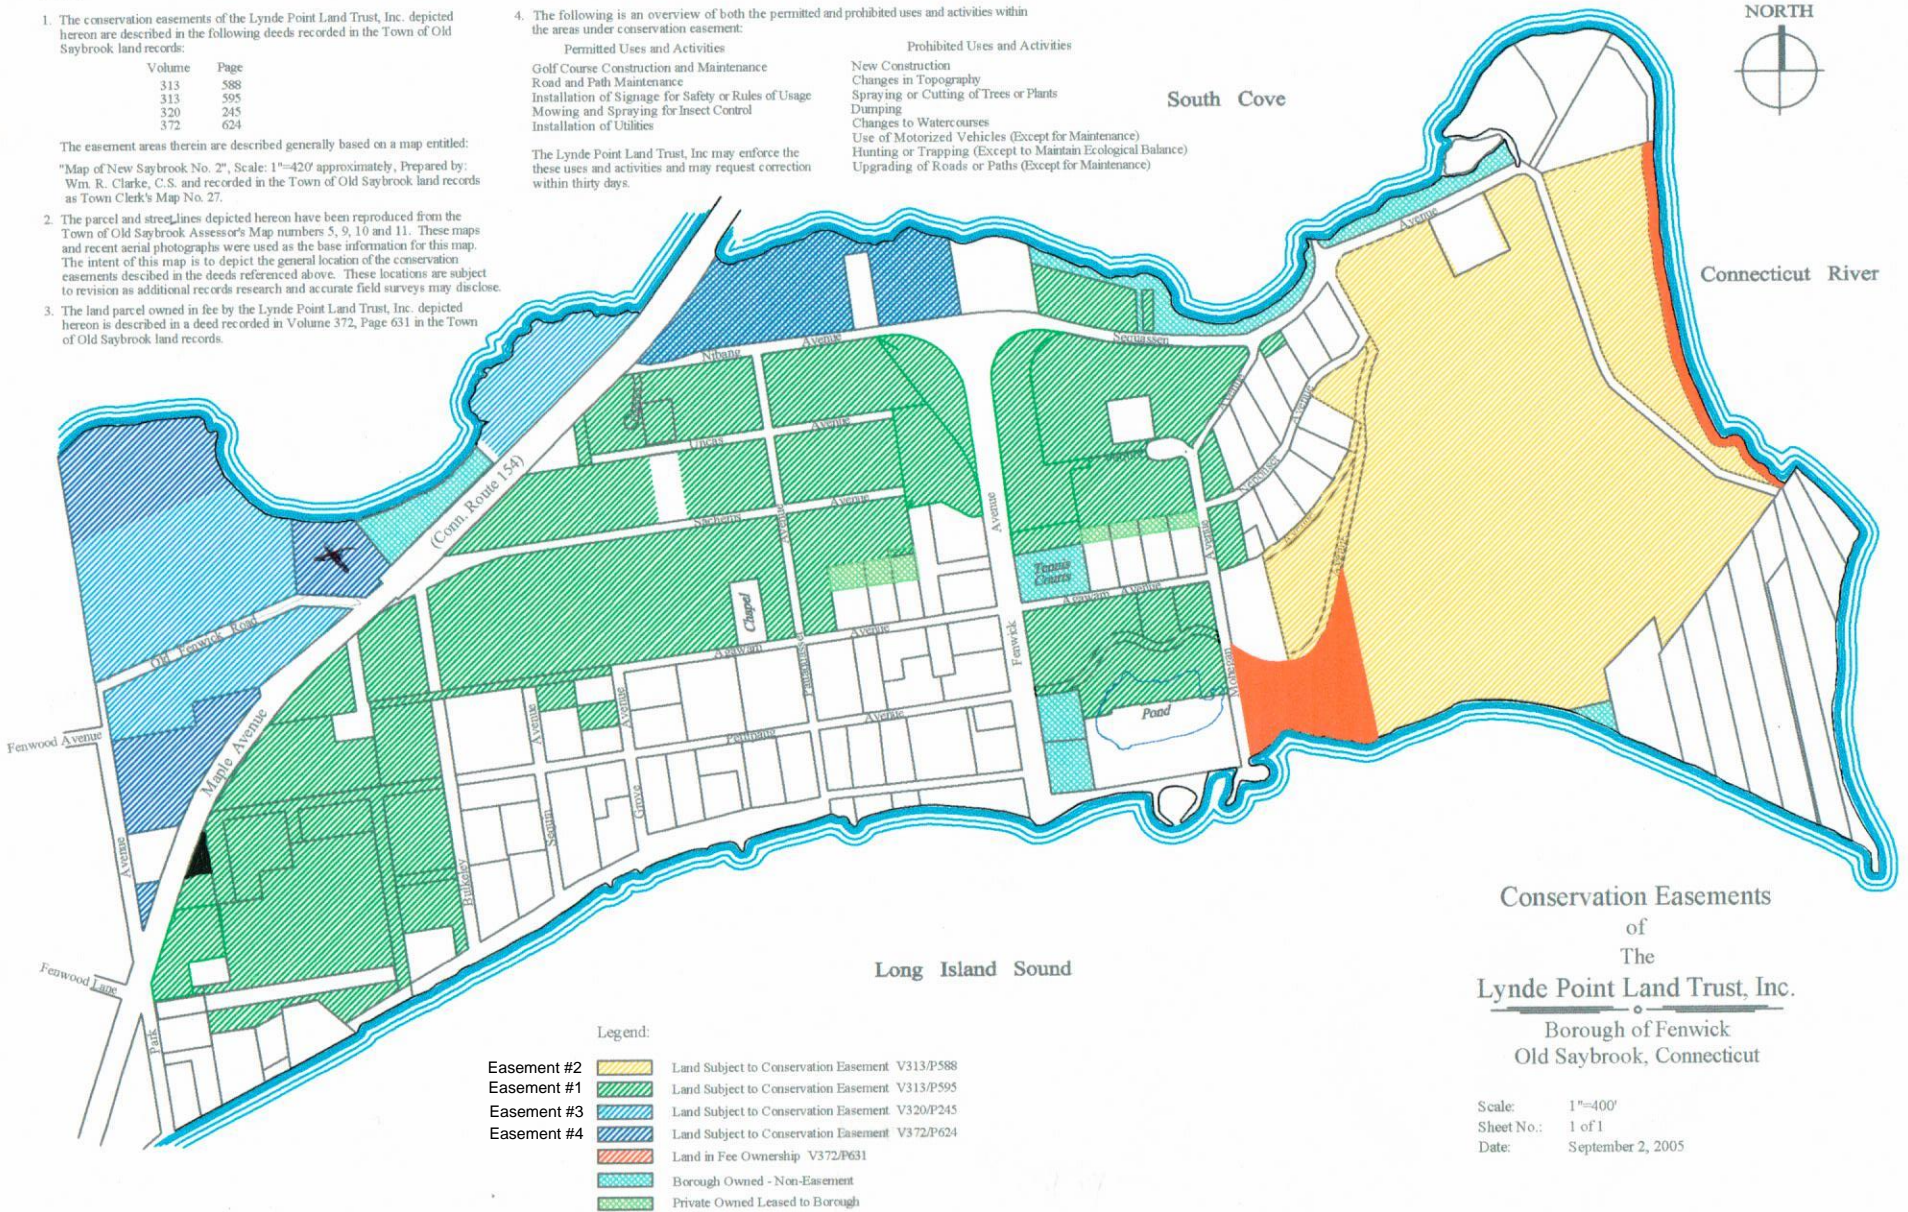 1. The conservation easements of the Lynde Point Land Trust, Inc. depicted
hereon are described in the following deeds recorded in the Town of Old
Saybrook land records:
Volume Page
313 588
313 595
320 245
372 624
The easement areas therein are described generally based on a map entitled:
"Map of New Saybrook No. 2", Scale: 1"=420' approximately, Prepared by:
Wm. R. Clarke, C.S. and recorded in the Town of Old Saybrook land records
as Town Clerk's Map No. 27.
2. The parcel and street lines depicted hereon have been reproduced from the
Town of Old Saybrook Assessor's Map numbers 5, 9, 10 and 11. These maps
and recent aerial photographs were used as the base information for this map.
The intent of this map is to depict the general location of the conservation
easements descibed in the deeds referenced above. These locations are subject
to revision as additional records research and accurate field surveys may disclose.
3. The land parcel owned in fee by the Lynde Point Land Trust, Inc. depicted
hereon is described in a deed recorded in Volume 372, Page 631 in the Town
of Old Saybrook land records.
4. The following is an overview of both the permitted and prohibited uses and activities within
the areas under conservation easement:
Permitted Uses and Activities
Golf Course Construction and Maintenance
Road and Path Maintenance
Installation of Signage for Safety or Rules of Usage
Mowing and Spraying for Insect Control
Installation of Utilities
The Lynde Point Land Trust, Inc may enforce the
these uses and activities and may request correction
within thirty days.
Prohibited Uses and Activities
New Construction
Changes in Topography
Spraying or Cutting of Trees or Plants
Dumping
Changes to Watercourses
Use of Motorized Vehicles (Except for Maintenance)
Hunting or Trapping (Except to Maintain Ecological Balance)
Upgrading of Roads or Paths (Except for Maintenance)
NORTH
South Cove
Connecticut River
Avenue
Nibang Avenue
Sequassen
Uncas Avenue
Avenue
Avenue
(Conn. Route 154)
Sachems Avenue
Avenue
Avenue
Neponset
Avenue
Avenue
Tennis
Courts
Agawam Avenue
Chapel
Old Fenwick Road
Agawam Avenue
Pattaquasset
Fenwick
Mohegan
Pond
Fenwood Avenue
Maple Avenue
Avenue
Avenue
Pettipaug Avenue
Avenue
Sequin
Grove
Bulkeley
Fenwood Lane
Park
Long Island Sound
Conservation Easements
of
The
Lynde Point Land Trust, Inc.
Borough of Fenwick
Old Saybrook, Connecticut
Scale: 1"=400'
Sheet No.: 1 of 1
Date: September 2, 2005
Legend:
Easement #2 Land Subject to Conservation Easement V313/P588
Easement #1 Land Subject to Conservation Easement V313/P595
Easement #3 Land Subject to Conservation Easement V320/P245
Easement #4 Land Subject to Conservation Easement V372/P624
Land in Fee Ownership V372/P631
Borough Owned - Non-Easement
Private Owned Leased to Borough